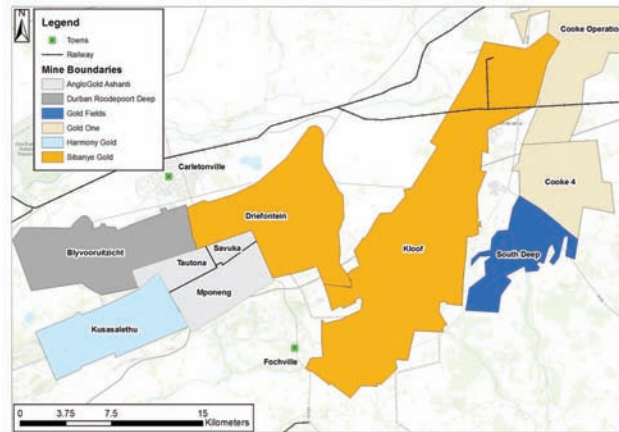 N
Legend
Towns
Railway
Mine Boundaries
AngloGold Ashanti
Durban Roodepoort Deep
Gold Fields
Gold One
Harmony Gold
Sibanye Gold
Cooke Operation
Carletonville
Cooke 4
Driefontein
Savuka
Kloof
South Deep
Blyvooruitzicht
Tautona
Mponeng
Kusasalethu
Fochville
0 3.75 7.5 15
Kilometers